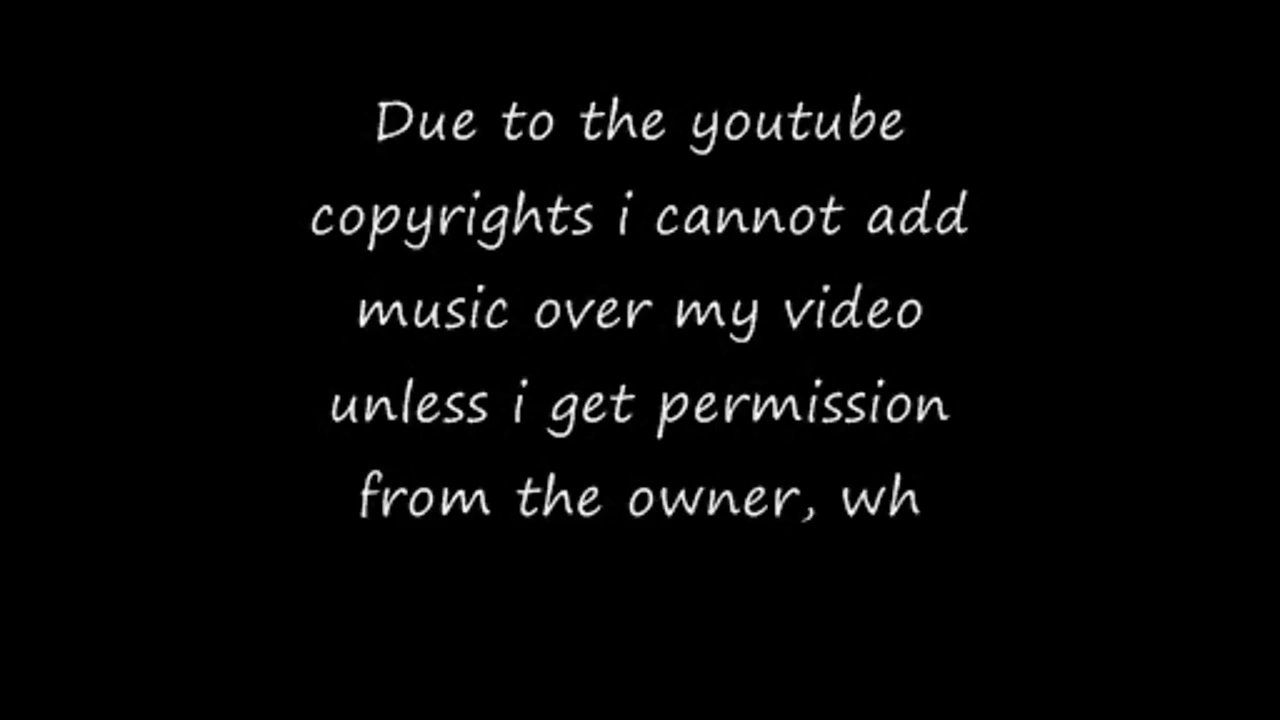 Due to the youtube
copyrights i cannot add
music over my video
unless i get permission
from the owner, wh